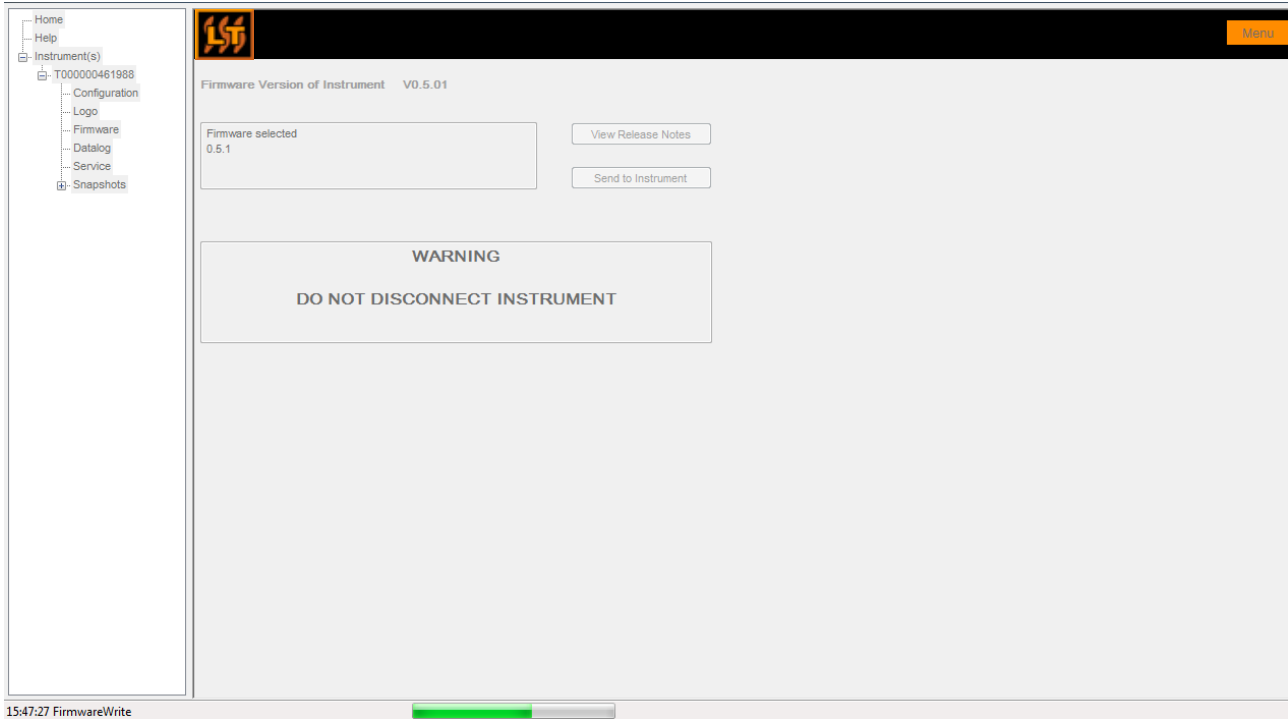 Home
Help
Instrument(s)
T000000461988
Configuration
Logo
Firmware
Datalog
Service
Snapshots
LST
Menu
Firmware Version of Instrument V0.5.01
Firmware selected
0.5.1
View Release Notes
Send to Instrument
WARNING
DO NOT DISCONNECT INSTRUMENT
15:47:27 FirmwareWrite